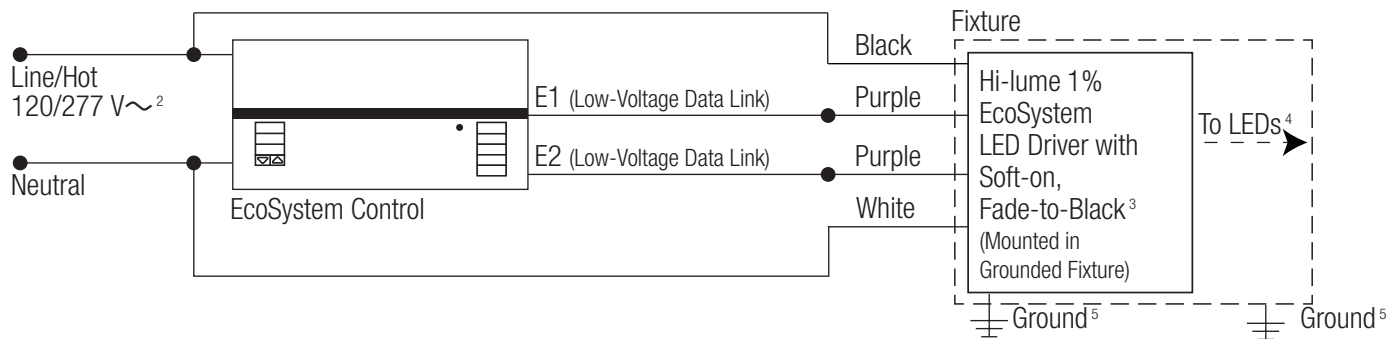 Fixture
Black
Line/Hot
120/277 V～ 2
Hi-lume 1%
EcoSystem
LED Driver with
Soft-on,
Fade-to-Black 3
(Mounted in
Grounded Fixture)
E1 (Low-Voltage Data Link)
Purple
To LEDs 4
E2 (Low-Voltage Data Link)
Purple
Neutral
EcoSystem Control
White
Ground 5
Ground 5